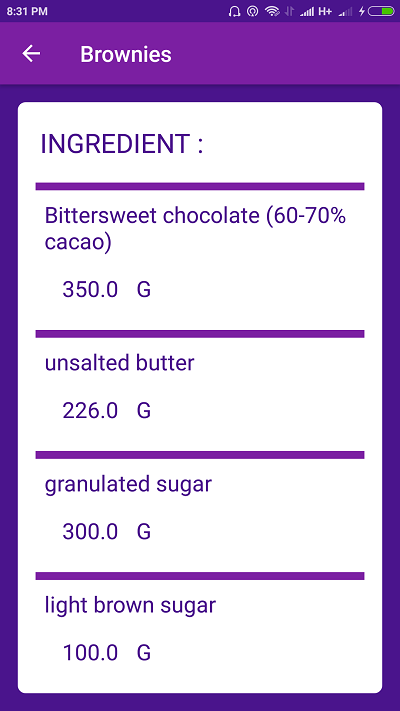 8:31 PM H+
Brownies
INGREDIENT :
Bittersweet chocolate (60-70%
cacao)
350.0 G
unsalted butter
226.0 G
granulated sugar
300.0 G
light brown sugar
100.0 G